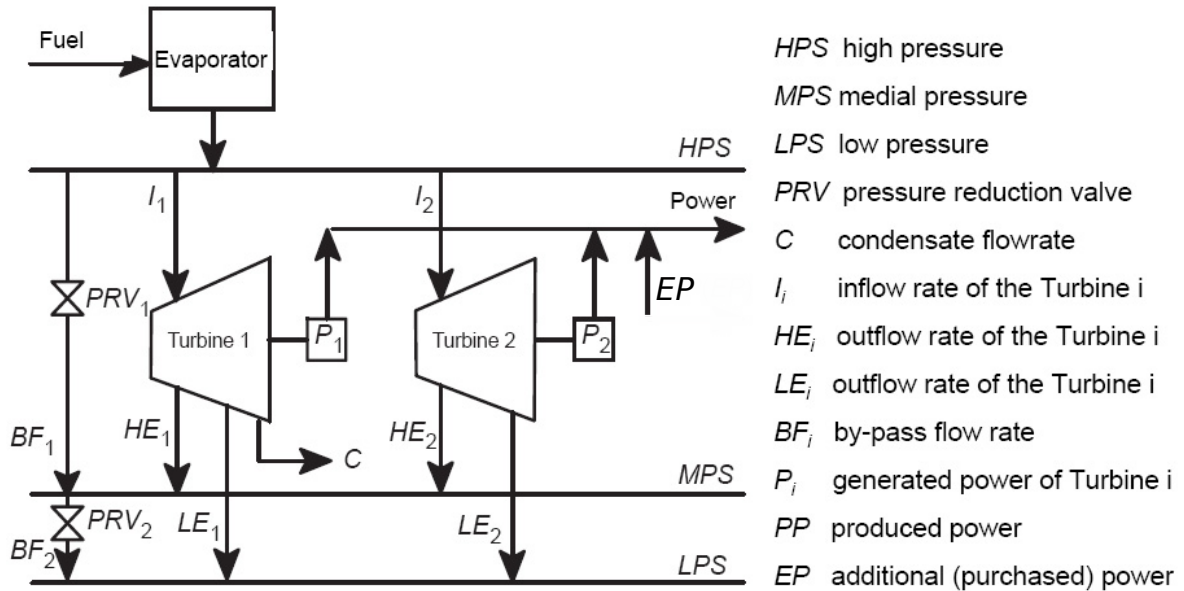 Fuel
Evaporator
HPS
I1
I2
Power
PRV1
EP
Turbine 1
P1
Turbine 2
P2
BF1
HE1
C
HE2
MPS
PRV2
LE1
LE2
BF2
LPS
HPS high pressure
MPS medial pressure
LPS low pressure
PRV pressure reduction valve
C condensate flowrate
Ii inflow rate of the Turbine i
HEi outflow rate of the Turbine i
LEi outflow rate of the Turbine i
BFi by-pass flow rate
Pi generated power of Turbine i
PP produced power
EP additional (purchased) power